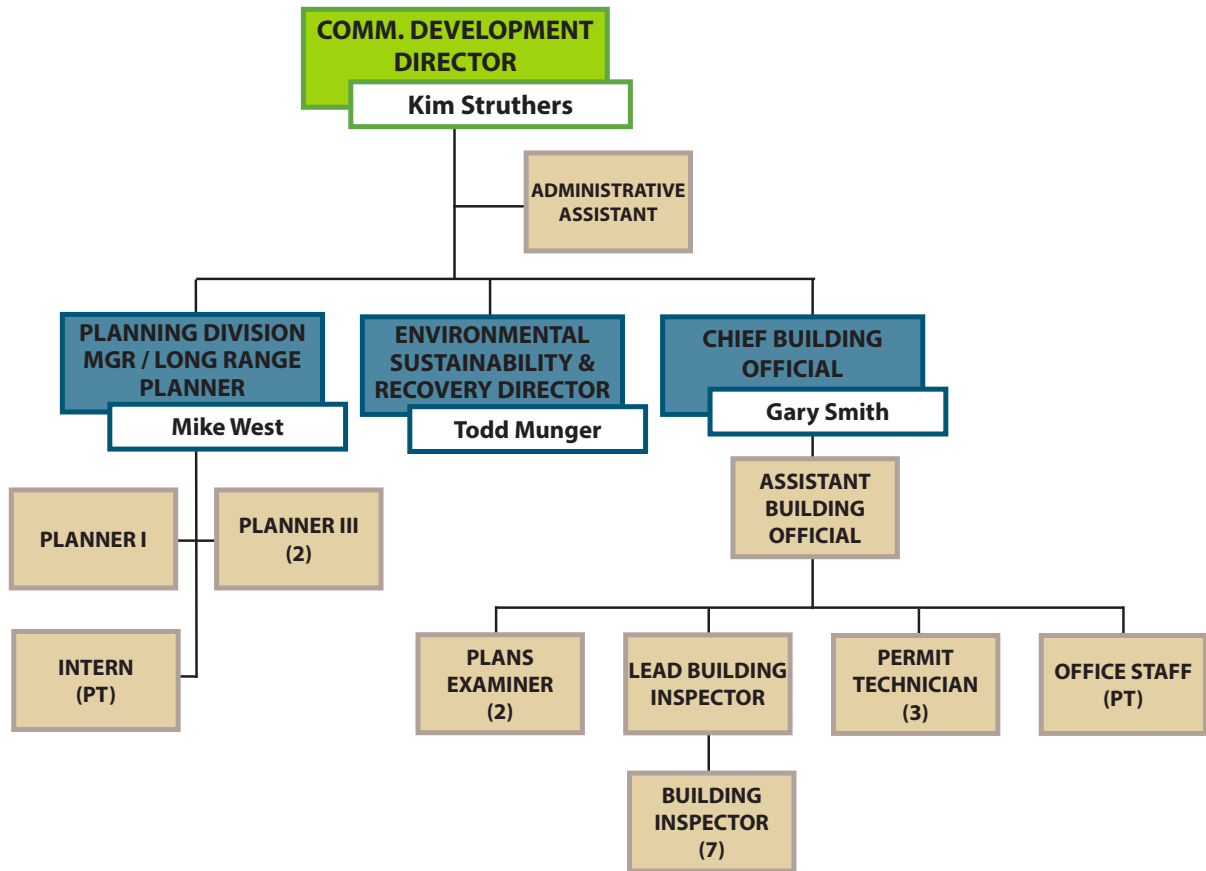 COMM. DEVELOPMENT
DIRECTOR
Kim Struthers
ADMINISTRATIVE
ASSISTANT
PLANNING DIVISION
MGR / LONG RANGE
PLANNER
Mike West
ENVIRONMENTAL
SUSTAINABILITY &
RECOVERY DIRECTOR
Todd Munger
CHIEF BUILDING
OFFICIAL
Gary Smith
PLANNER I
PLANNER III
(2)
ASSISTANT
BUILDING
OFFICIAL
INTERN
(PT)
PLANS
EXAMINER
(2)
LEAD BUILDING
INSPECTOR
PERMIT
TECHNICIAN
(3)
OFFICE STAFF
(PT)
BUILDING
INSPECTOR
(7)